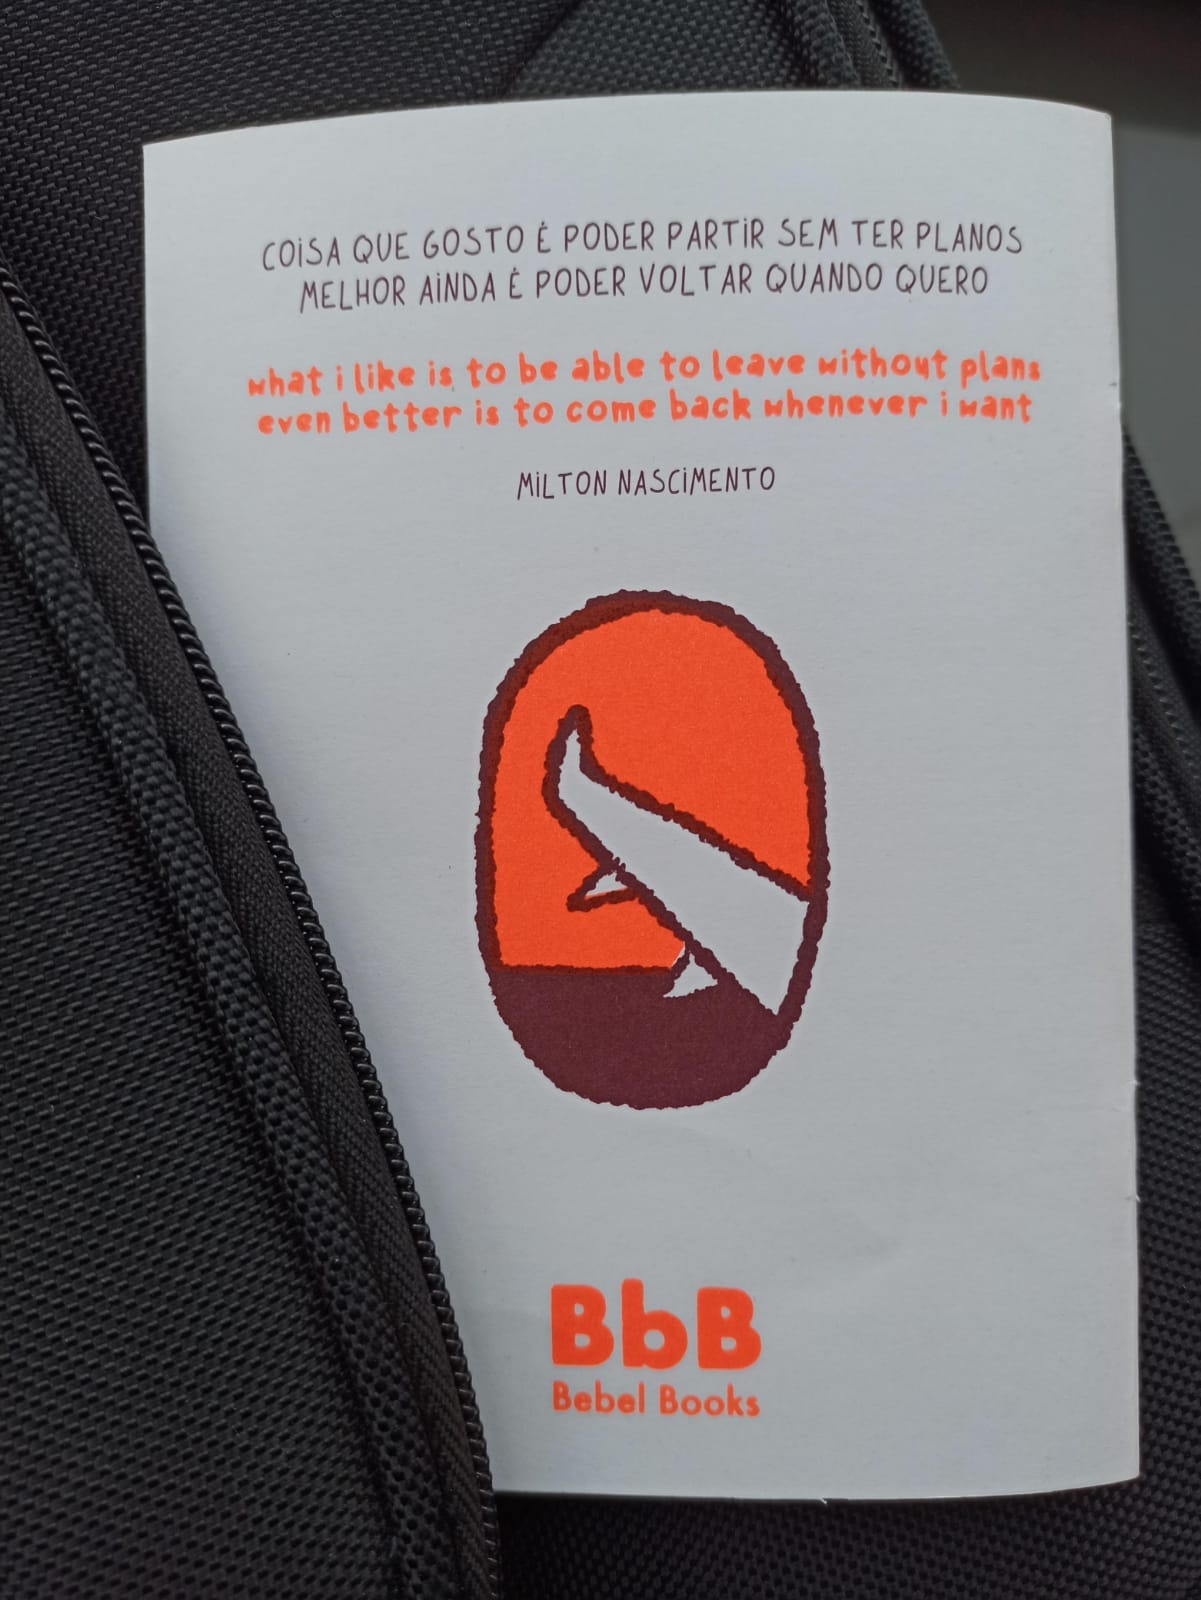 COISA QUE GOSTO É PODER PARTIR SEM TER PLANOS
MELHOR AINDA É PODER VOLTAR QUANDO QUERO
what i like is to be able to leave without plans
even better is to come back whenever i want
MILTON NASCIMENTO
BbB
Bebel Books